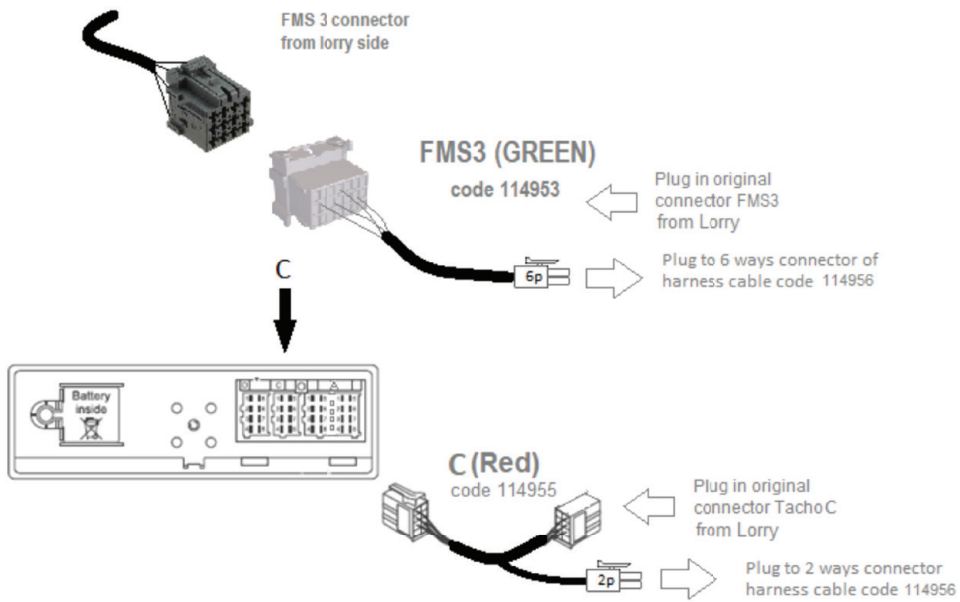 FMS 3 connector
from lorry side
FMS3 (GREEN)
code 114953
Plug in original
connector FMS3
from Lorry
6p
Plug to 6 ways connector of
harness cable code 114956
C
Battery
inside
C
A
C (Red)
code 114955
Plug in original
connector Tacho C
from Lorry
2p
Plug to 2 ways connector
harness cable code 114956